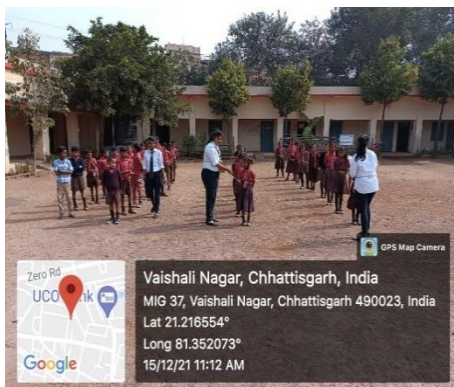 GPS Map Camera
Zero Rd
UCO Bank
Google
Vaishali Nagar, Chhattisgarh, India
MIG 37, Vaishali Nagar, Chhattisgarh 490023, India
Lat 21.216554°
Long 81.352073°
15/12/21 11:12 AM